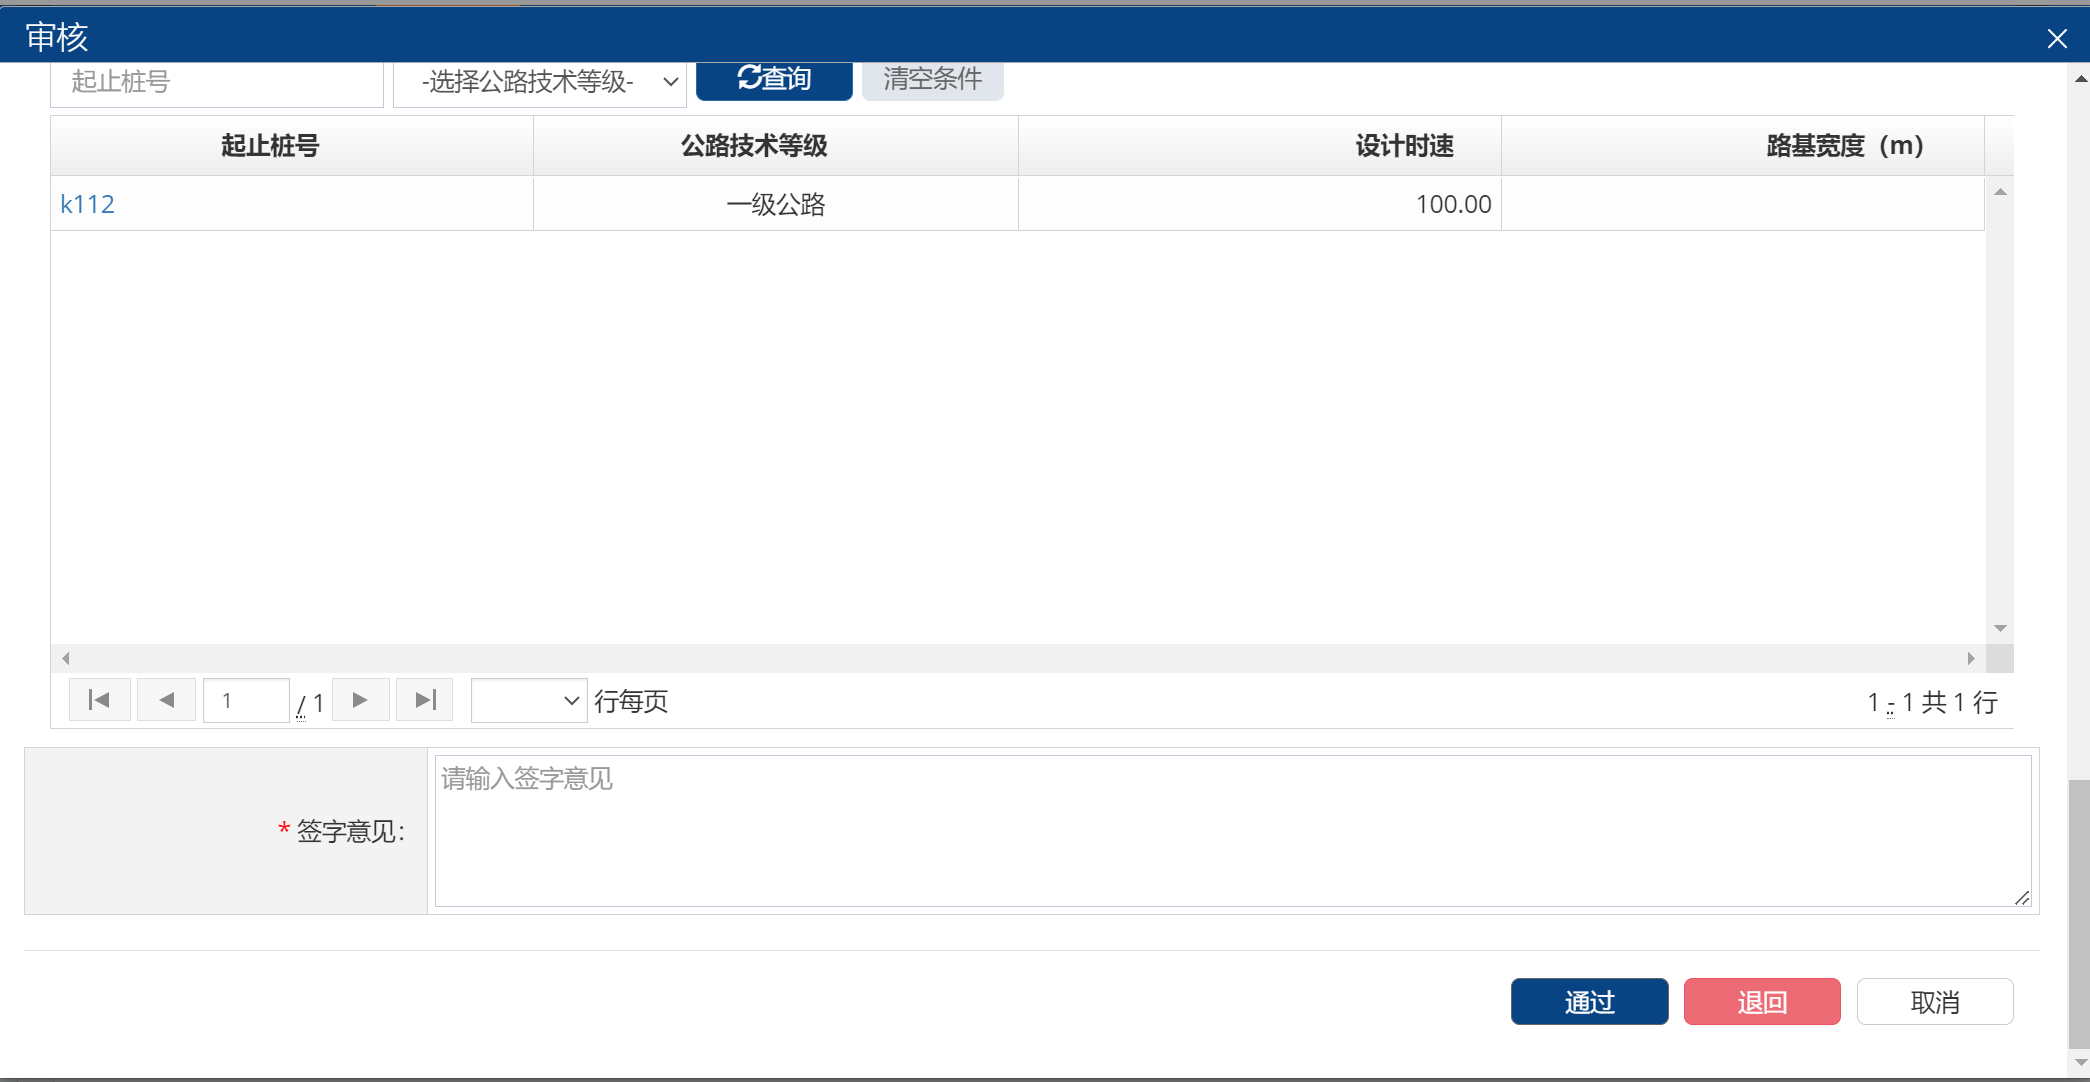 审核
起止桩号 -选择公路技术等级- 查询 清空条件
起止桩号 公路技术等级 设计时速 路基宽度（m）
k112 一级公路 100.00
1 / 1 行每页 1 - 1 共 1 行
* 签字意见： 请输入签字意见
通过 退回 取消